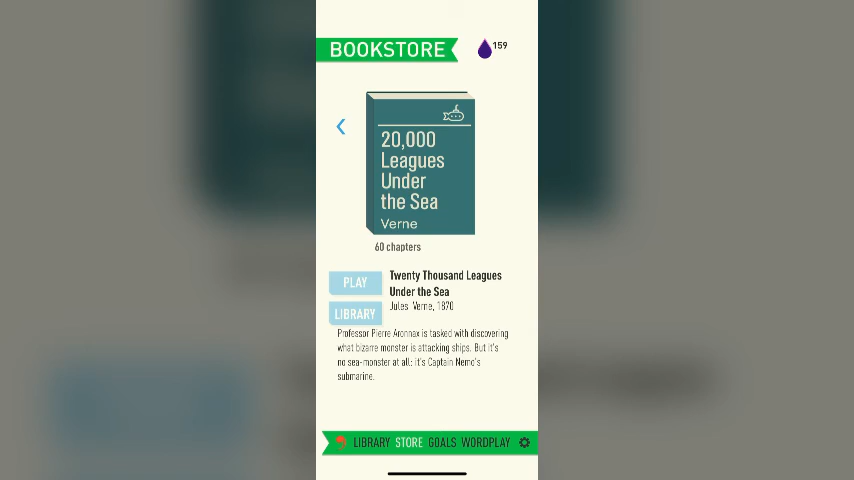 BOOKSTORE
159
20,000
Leagues
Under
the Sea
Verne
60 chapters
PLAY
LIBRARY
Twenty Thousand Leagues
Under the Sea
Jules Verne, 1870
Professor Pierre Aronnax is tasked with discovering
what bizarre monster is attacking ships. But it's
no sea-monster at all: it's Captain Nemo's
submarine.
LIBRARY STORE GOALS WORDPLAY